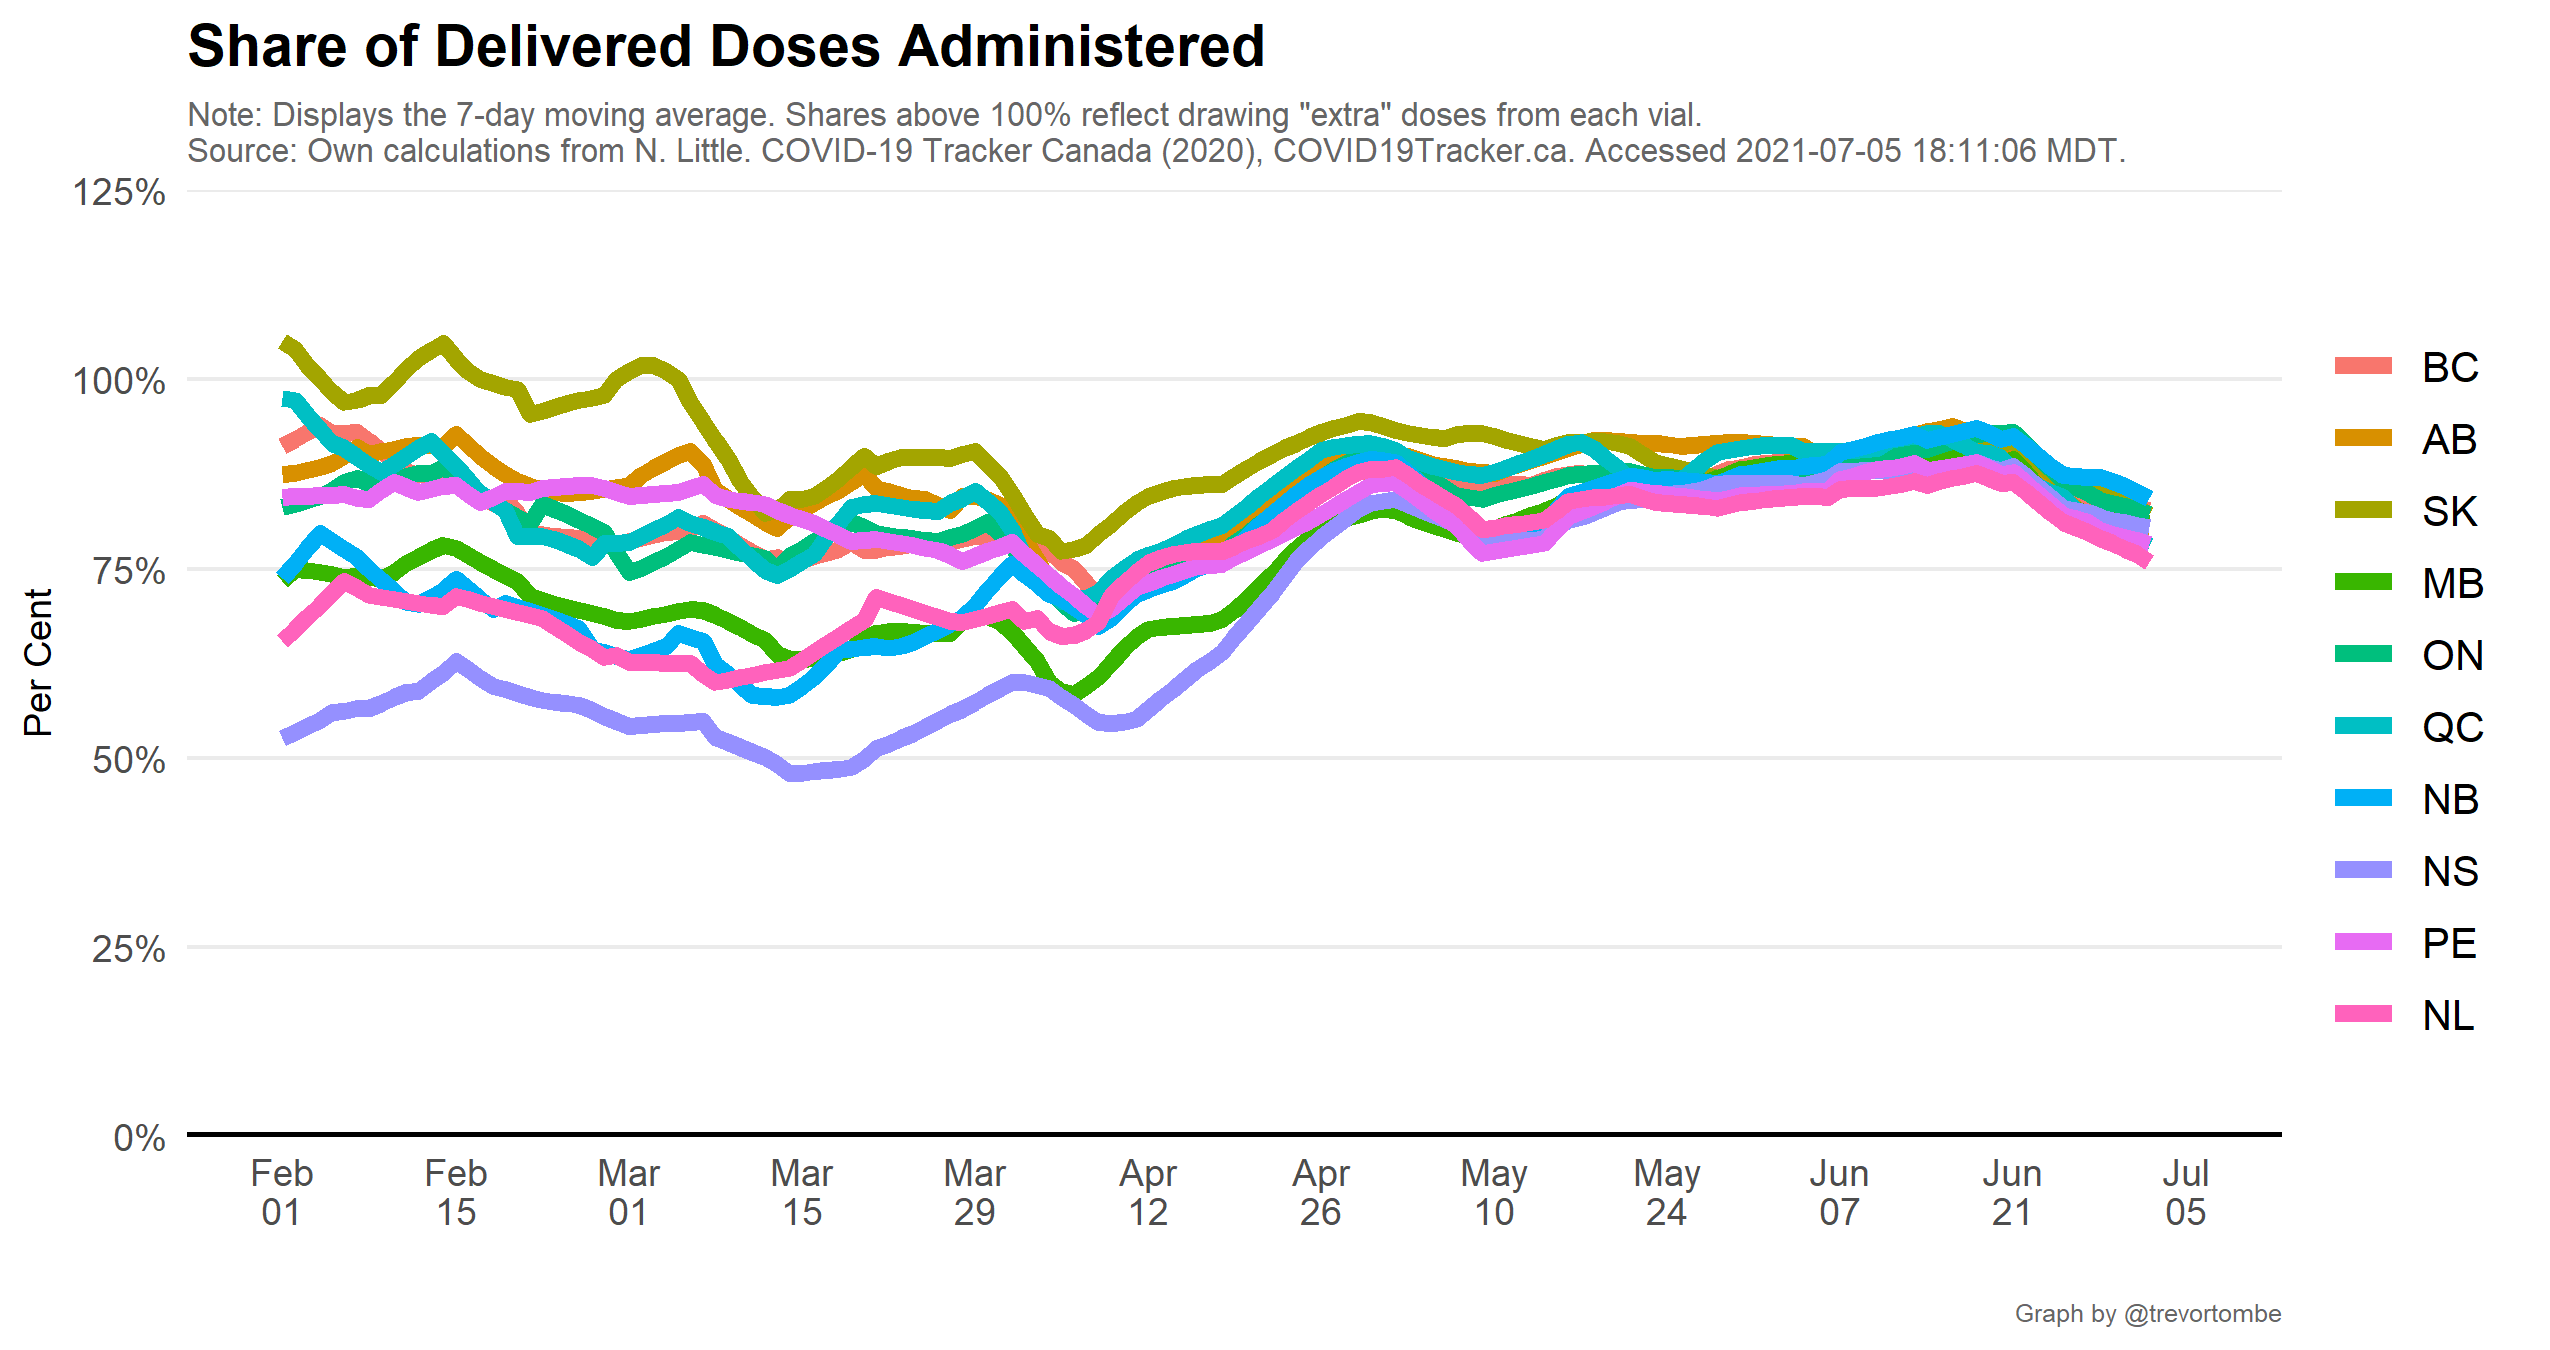 Share of Delivered Doses Administered
Note: Displays the 7-day moving average. Shares above 100% reflect drawing "extra" doses from each vial.
Source: Own calculations from N. Little. COVID-19 Tracker Canada (2020), COVID19Tracker.ca. Accessed 2021-07-05 18:11:06 MDT.
125%
100%
75%
50%
25%
0%
Per Cent
Feb 01
Feb 15
Mar 01
Mar 15
Mar 29
Apr 12
Apr 26
May 10
May 24
Jun 07
Jun 21
Jul 05
BC
AB
SK
MB
ON
QC
NB
NS
PE
NL
Graph by @trevortombe